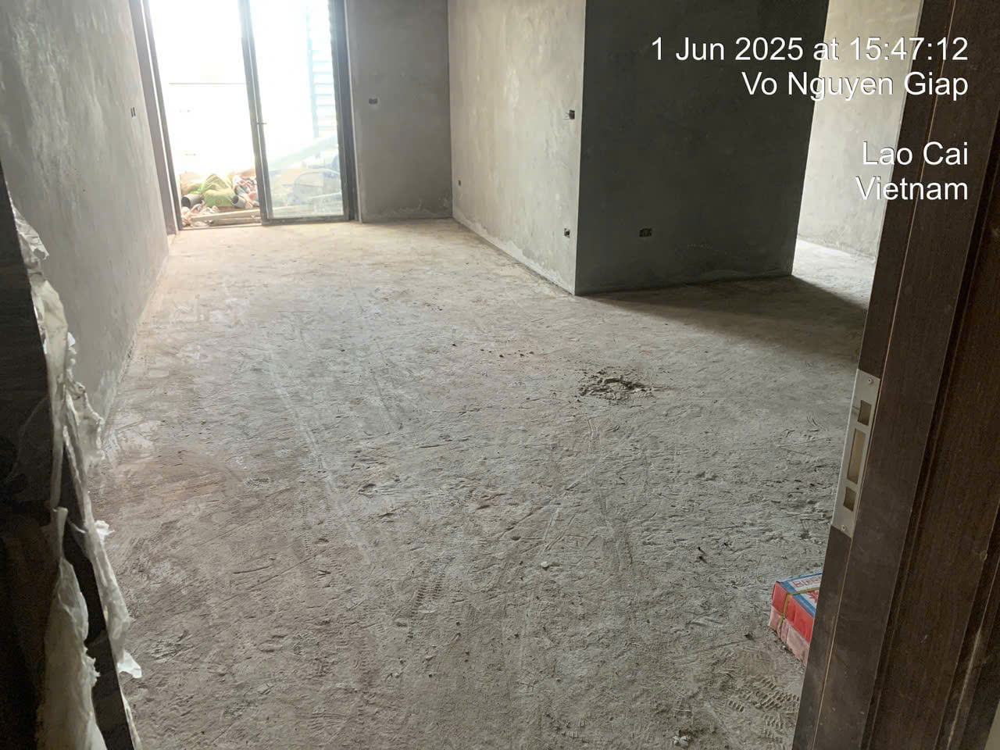 1 Jun 2025 at 15:47:12
Vo Nguyen Giap
Lao Cai
Vietnam